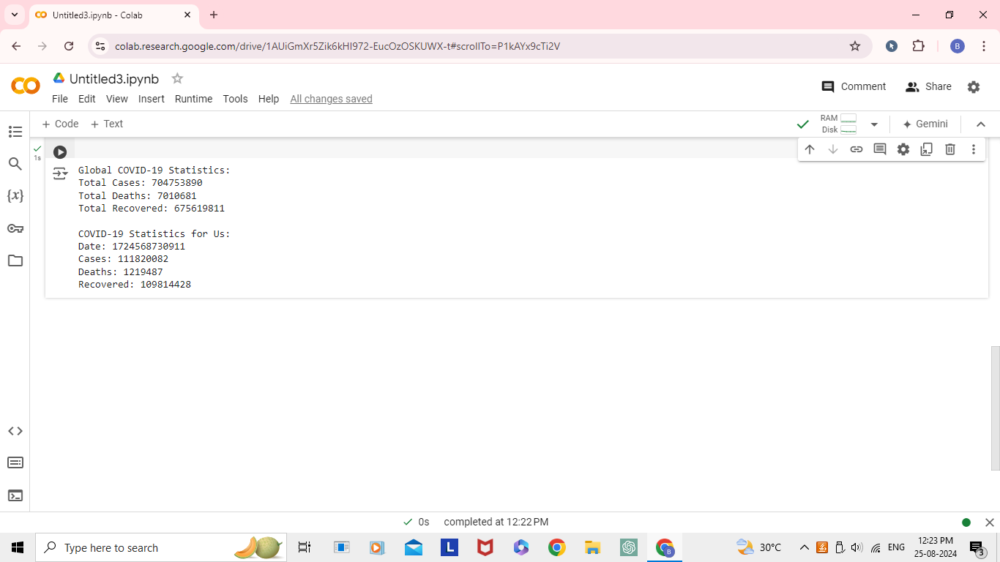 Untitled3.ipynb - Colab
colab.research.google.com/drive/1AUiGmXr5Zik6kHI972-EucOzOSKUWX-t#scrollTo=P1kAYx9cTi2V
B
Untitled3.ipynb
File Edit View Insert Runtime Tools Help All changes saved
Comment
Share
+ Code + Text
RAM
Disk
Gemini
1s
{x}
Global COVID-19 Statistics:
Total Cases: 704753890
Total Deaths: 7010681
Total Recovered: 675619811
COVID-19 Statistics for Us:
Date: 1724568730911
Cases: 111820082
Deaths: 1219487
Recovered: 109814428
0s completed at 12:22 PM
Type here to search
L
B
30°C
ENG
12:23 PM
25-08-2024
3